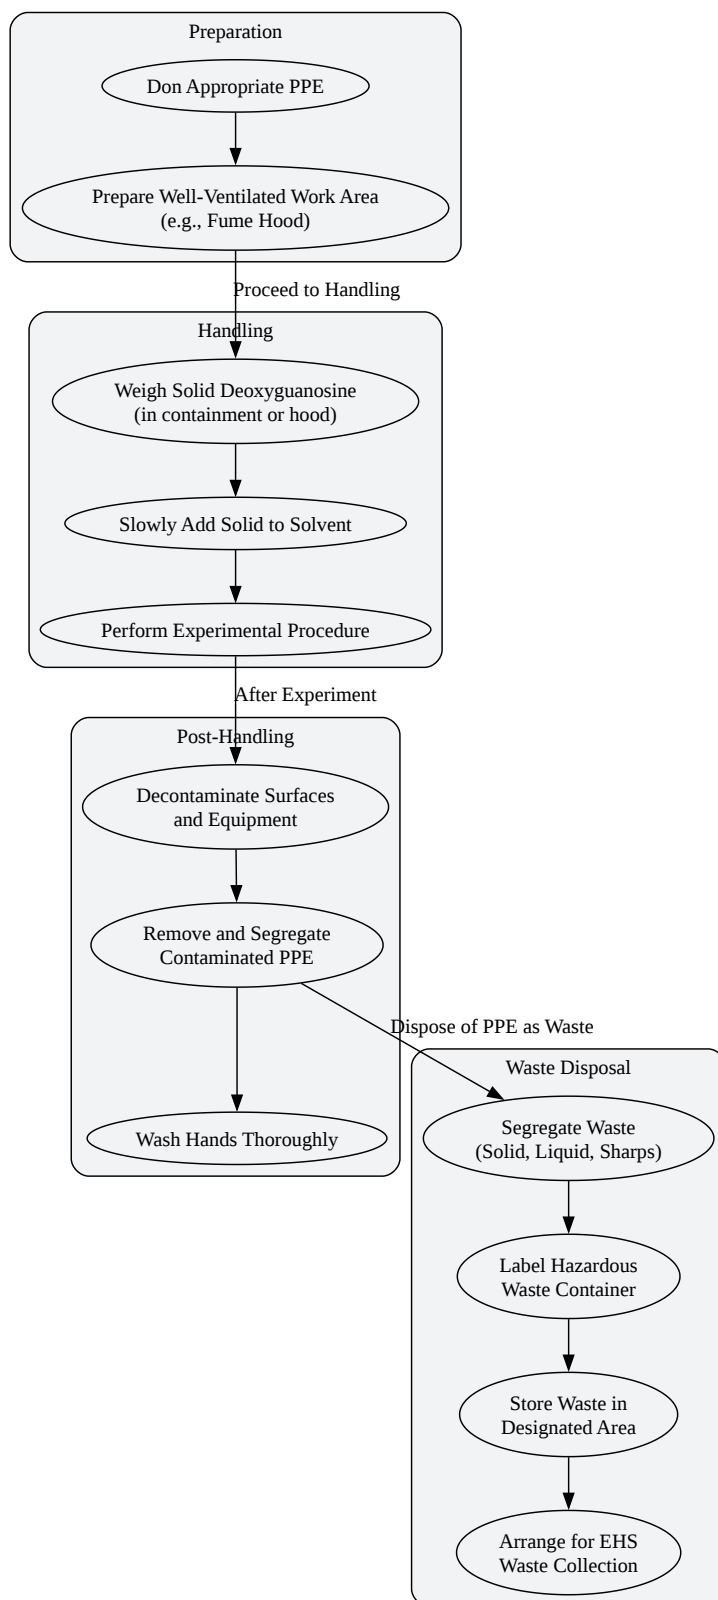 Preparation
Don Appropriate PPE
Prepare Well-Ventilated Work Area
(e.g., Fume Hood)
Proceed to Handling
Handling
Weigh Solid Deoxyguanosine
(in containment or hood)
Slowly Add Solid to Solvent
Perform Experimental Procedure
After Experiment
Post-Handling
Decontaminate Surfaces
and Equipment
Remove and Segregate
Contaminated PPE
Wash Hands Thoroughly
Dispose of PPE as Waste
Waste Disposal
Segregate Waste
(Solid, Liquid, Sharps)
Label Hazardous
Waste Container
Store Waste in
Designated Area
Arrange for EHS
Waste Collection